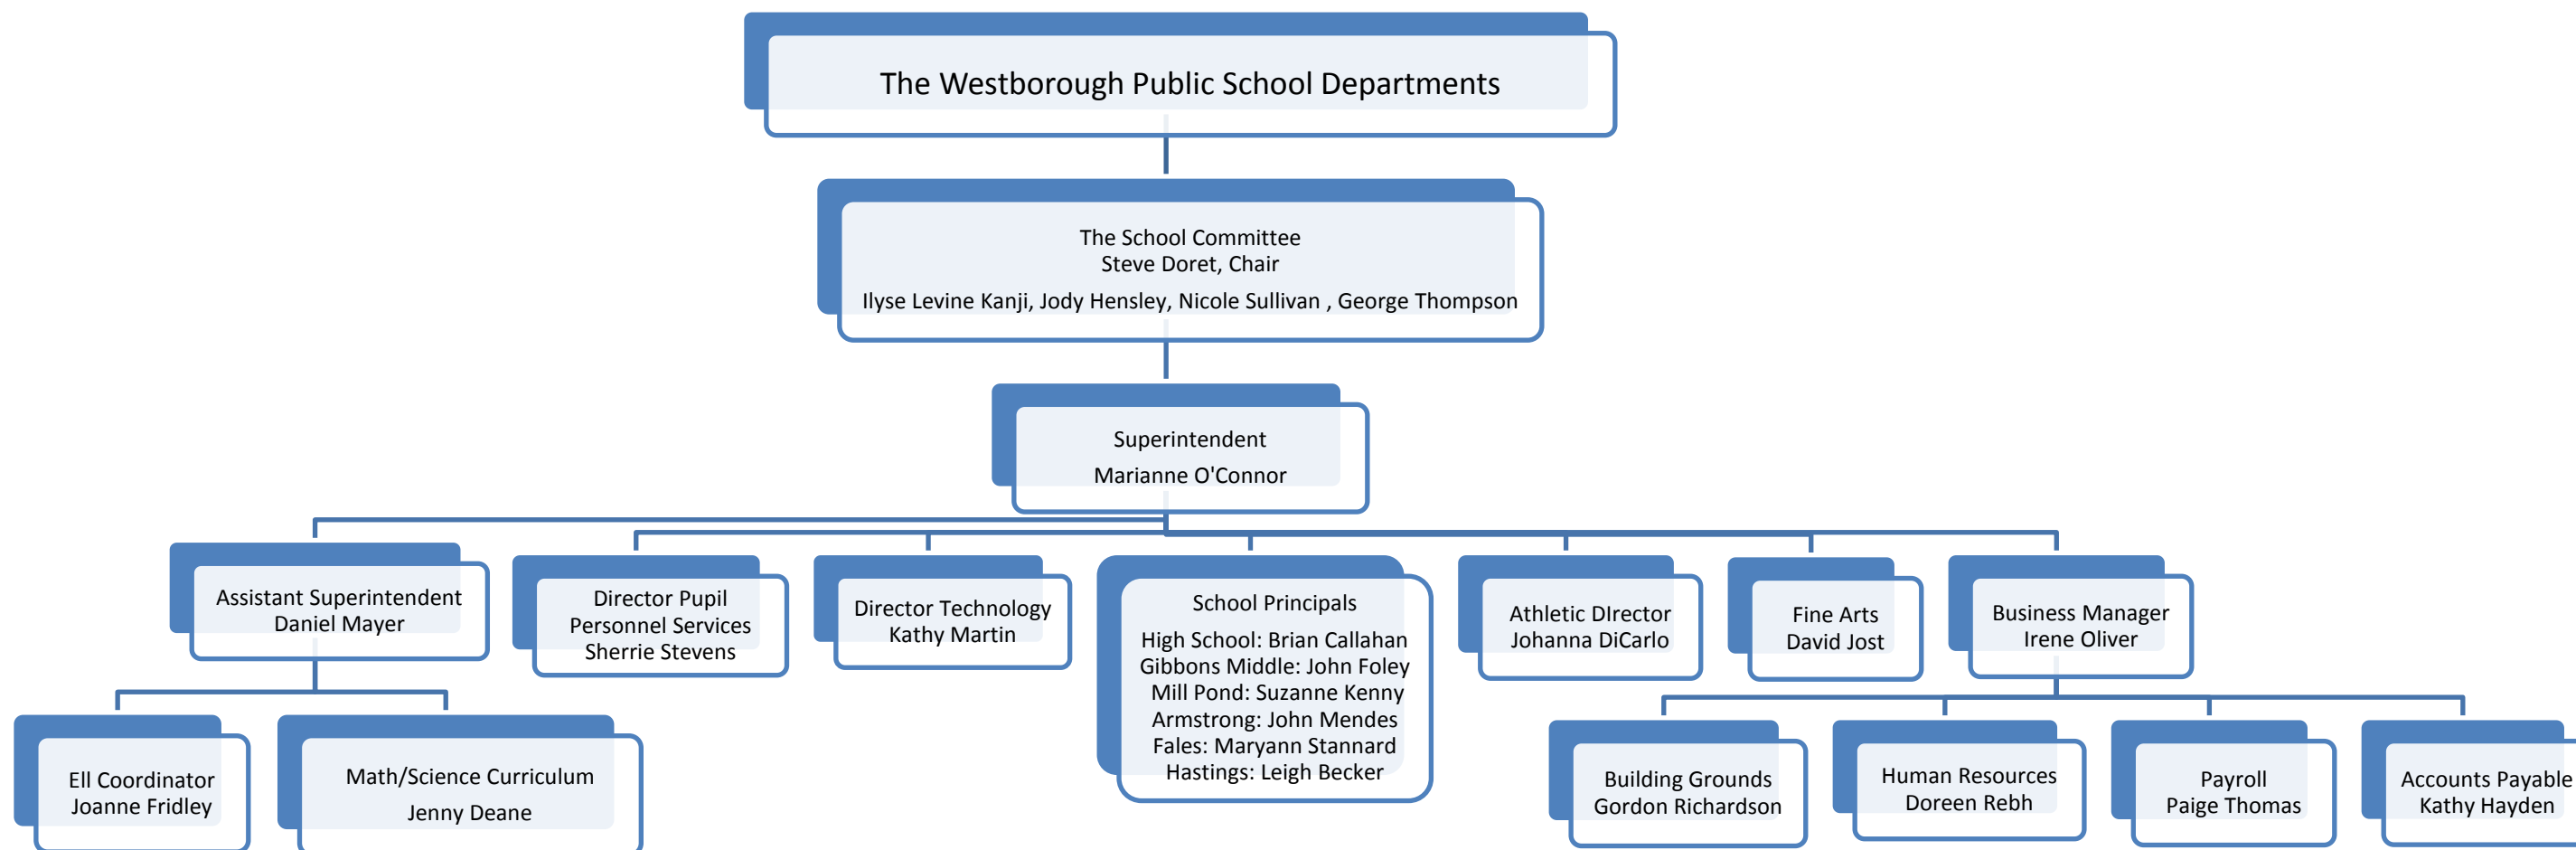 The Westborough Public School Departments
The School Committee
Steve Doret, Chair
Ilyse Levine Kanji, Jody Hensley, Nicole Sullivan , George Thompson
Superintendent
Marianne O'Connor
Assistant Superintendent
Daniel Mayer
Director Pupil
Personnel Services
Sherrie Stevens
Director Technology
Kathy Martin
School Principals
High School: Brian Callahan
Gibbons Middle: John Foley
Mill Pond: Suzanne Kenny
Armstrong: John Mendes
Fales: Maryann Stannard
Hastings: Leigh Becker
Athletic DIrector
Johanna DiCarlo
Fine Arts
David Jost
Business Manager
Irene Oliver
Ell Coordinator
Joanne Fridley
Math/Science Curriculum
Jenny Deane
Building Grounds
Gordon Richardson
Human Resources
Doreen Rebh
Payroll
Paige Thomas
Accounts Payable
Kathy Hayden